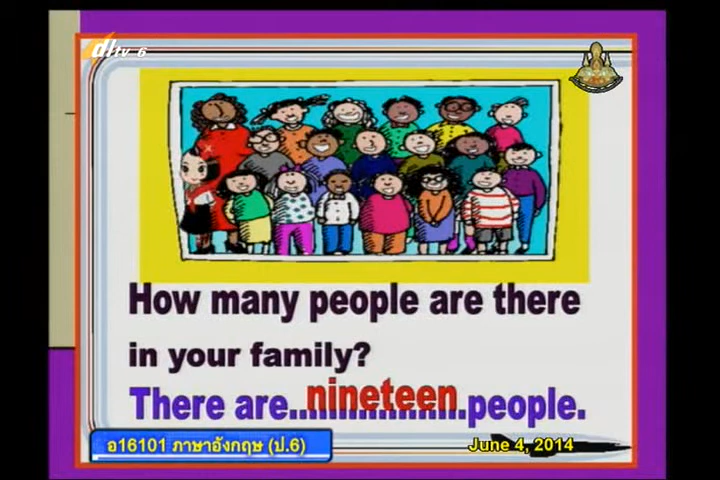 dltv 6
How many people are there
in your family?
There are..nineteen..people.
อ16101 ภาษาอังกฤษ (ป.6)
June 4, 2014